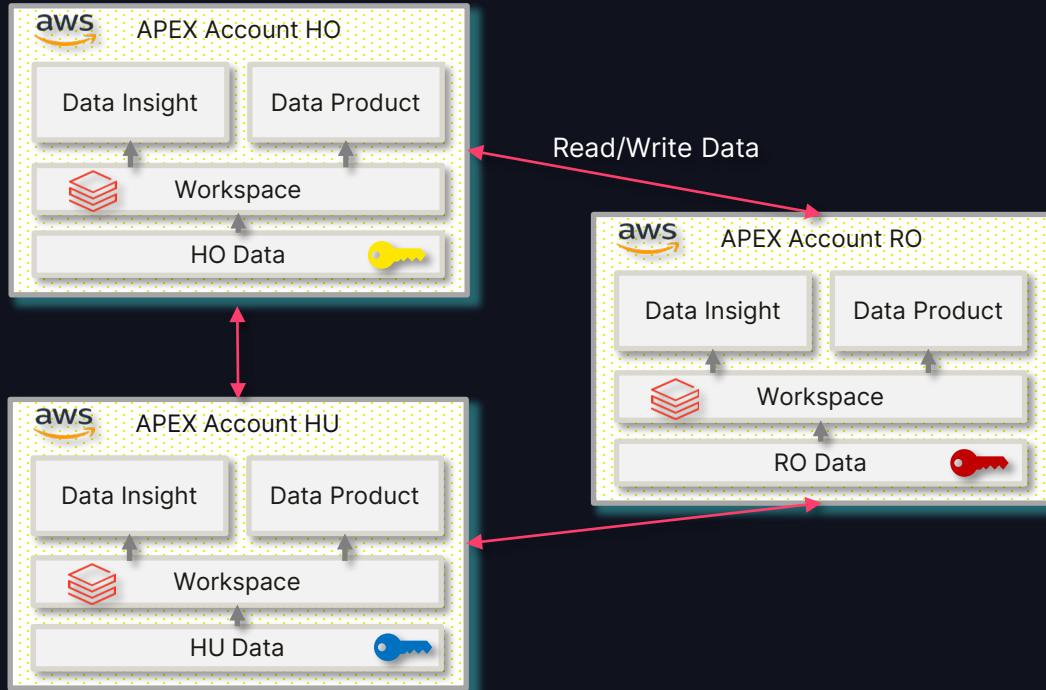 aws
APEX Account HO
Data Insight
Data Product
Workspace
HO Data
Read/Write Data
aws
APEX Account RO
Data Insight
Data Product
Workspace
RO Data
aws
APEX Account HU
Data Insight
Data Product
Workspace
HU Data